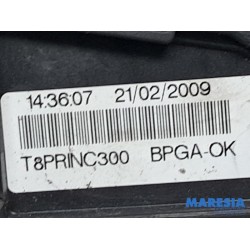 14:36:07 21/02/2009
T8PRINC300 BPGA-OK
MARESIA